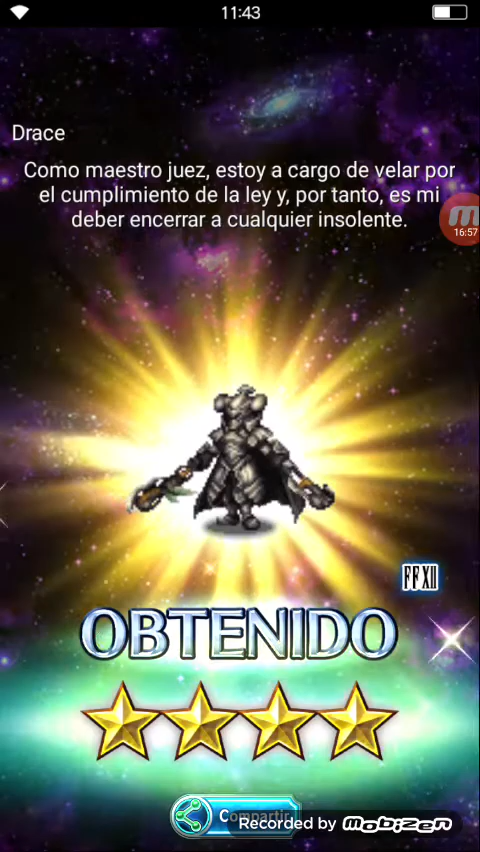 11:43
Drace
Como maestro juez, estoy a cargo de velar por
el cumplimiento de la ley y, por tanto, es mi
deber encerrar a cualquier insolente.
16:57
FFXII
OBTENIDO
Compartir
Recorded by Mobizen